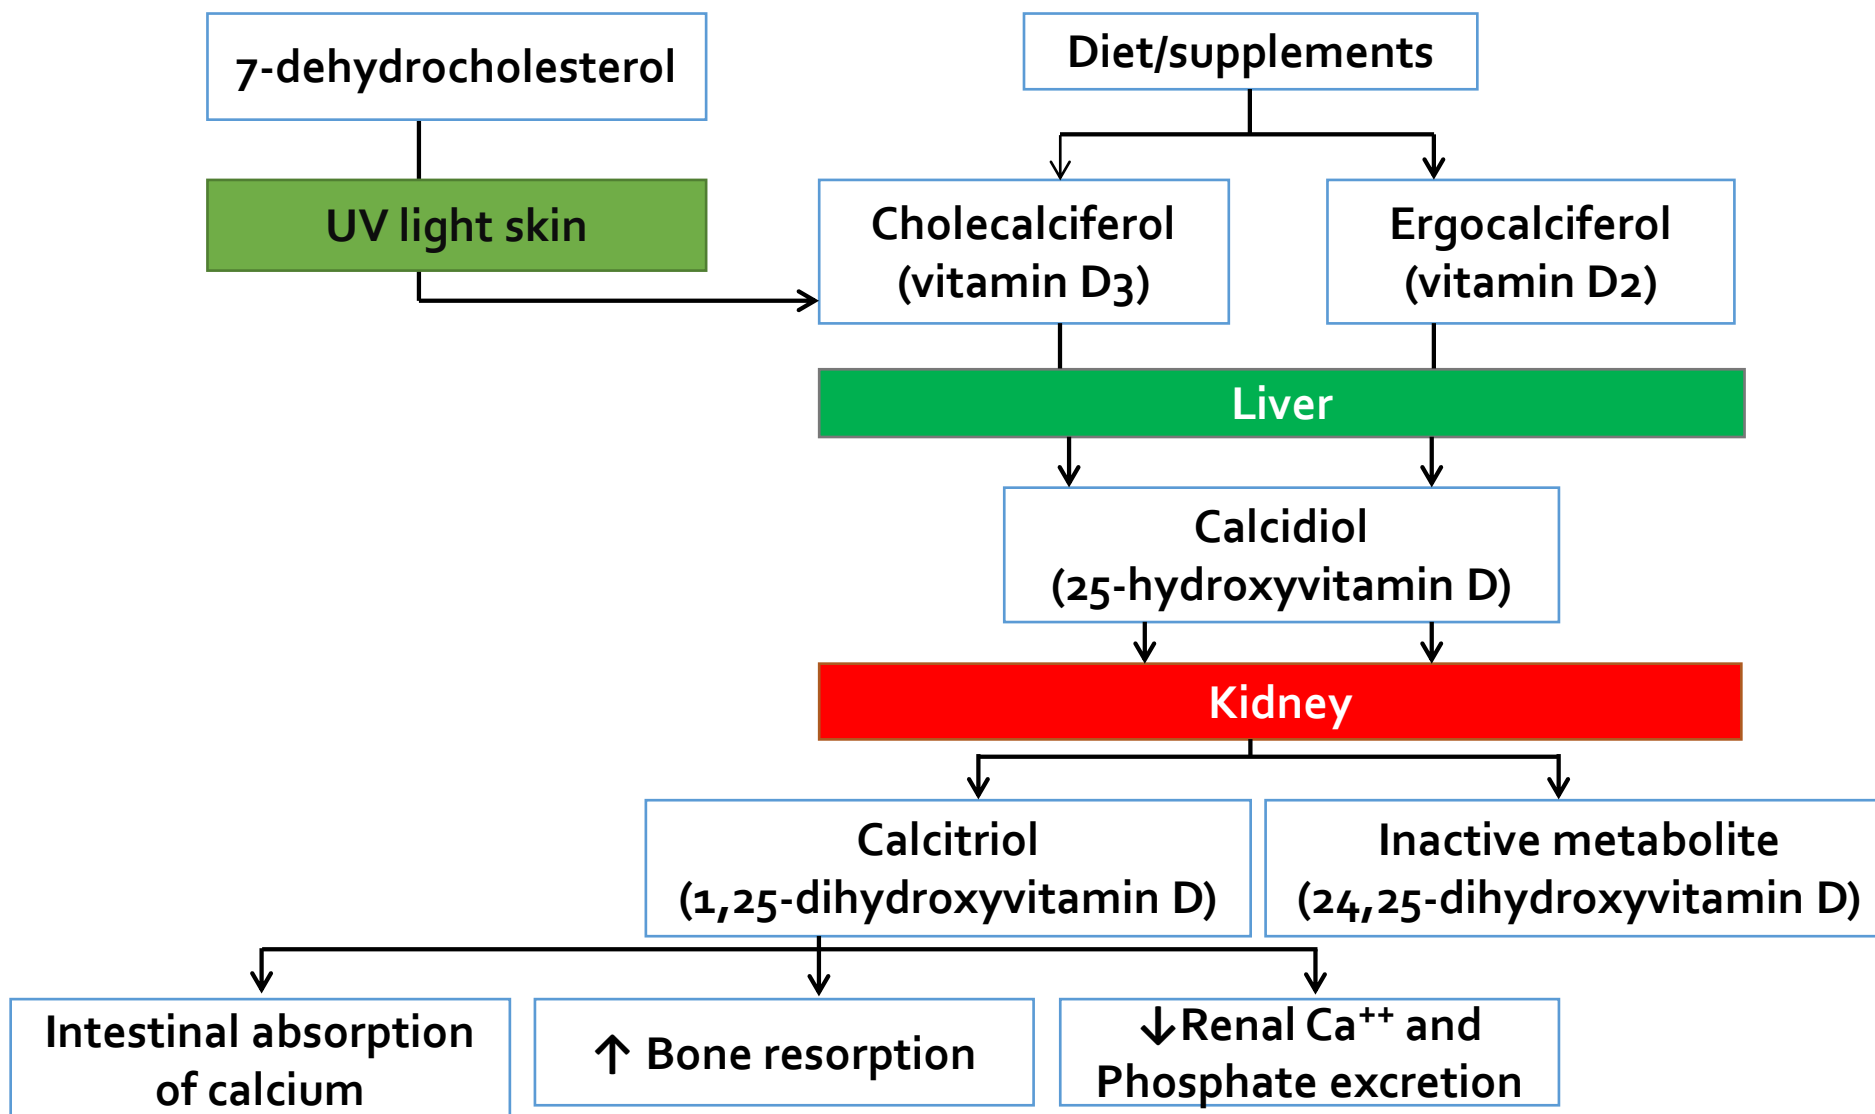 7-dehydrocholesterol
Diet/supplements
UV light skin
Cholecalciferol
(vitamin D3)
Ergocalciferol
(vitamin D2)
Liver
Calcidiol
(25-hydroxyvitamin D)
Kidney
Calcitriol
(1,25-dihydroxyvitamin D)
Inactive metabolite
(24,25-dihydroxyvitamin D)
Intestinal absorption
of calcium
↑ Bone resorption
↓Renal Ca⁺⁺ and
Phosphate excretion